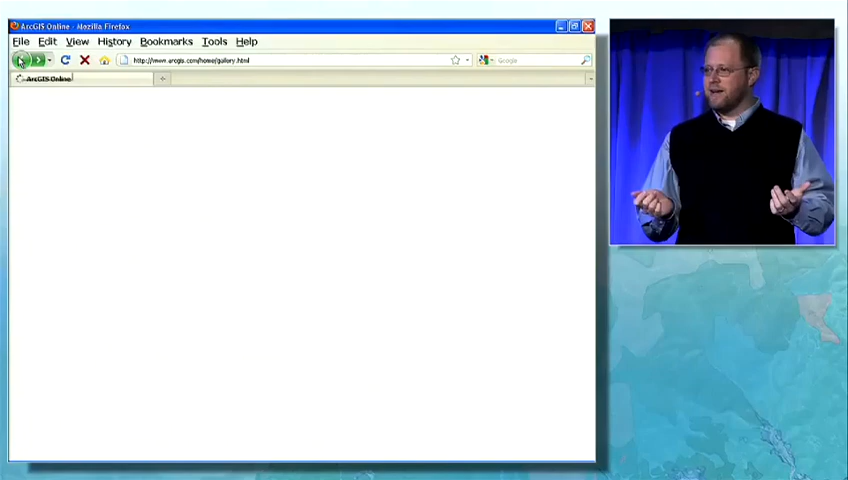 ArcGIS Online - Mozilla Firefox
File Edit View History Bookmarks Tools Help
http://www.arcgis.com/home/gallery.html
Google
ArcGIS Online